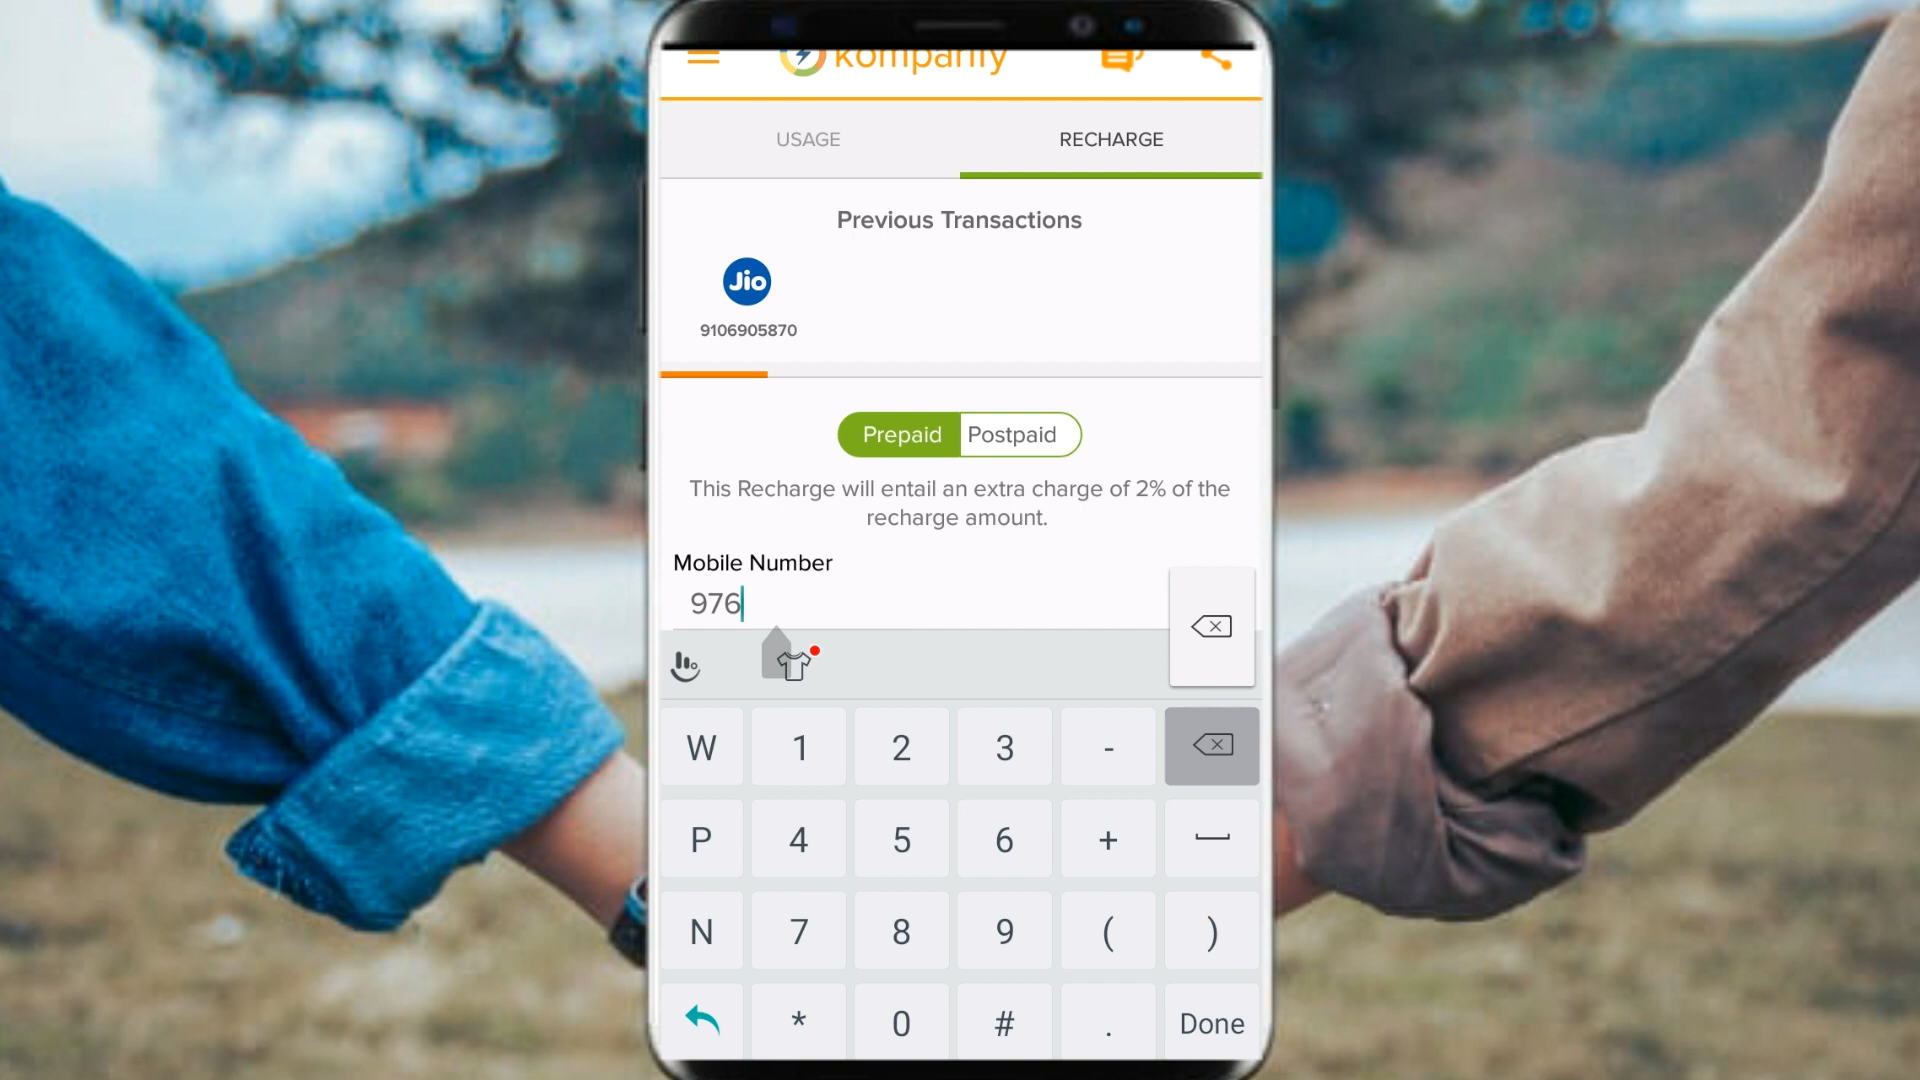 kompanify
USAGE
RECHARGE
Previous Transactions
Jio
9106905870
Prepaid
Postpaid
This Recharge will entail an extra charge of 2% of the
recharge amount.
Mobile Number
976
W 1 2 3 -
P 4 5 6 +
N 7 8 9 ( )
* 0 # . Done